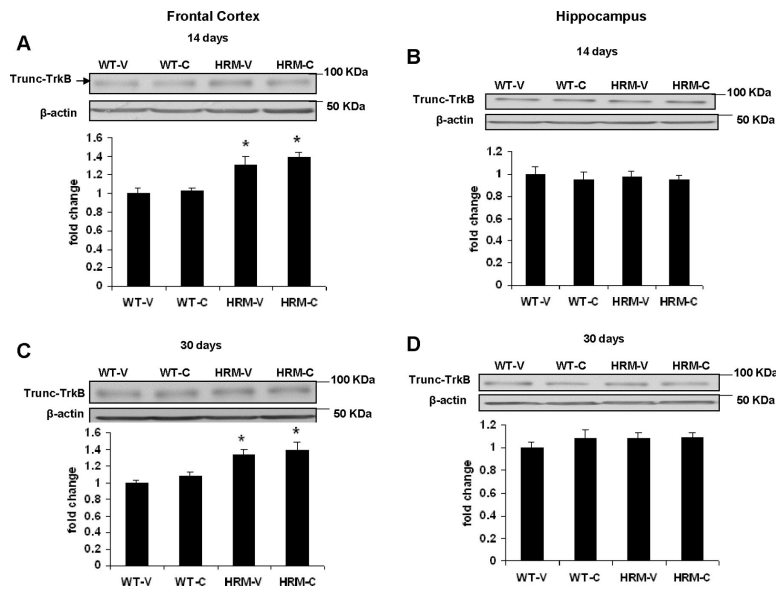 Frontal Cortex
Hippocampus
A
14 days
WT-V WT-C HRM-V HRM-C
Trunc-TrkB
100 KDa
β-actin
50 KDa
fold change
1.6
1.4
1.2
1
0.8
0.6
0.4
0.2
0
*
*
WT-V WT-C HRM-V HRM-C
B
14 days
WT-V WT-C HRM-V HRM-C
Trunc-TrkB
100 KDa
β-actin
50 KDa
fold change
1.2
1
0.8
0.6
0.4
0.2
0
WT-V WT-C HRM-V HRM-C
C
30 days
WT-V WT-C HRM-V HRM-C
Trunc-TrkB
100 KDa
β-actin
50 KDa
fold change
1.6
1.4
1.2
1
0.8
0.6
0.4
0.2
0
*
*
WT-V WT-C HRM-V HRM-C
D
30 days
WT-V WT-C HRM-V HRM-C
Trunc-TrkB
100 KDa
β-actin
50 KDa
fold change
1.2
1
0.8
0.6
0.4
0.2
0
WT-V WT-C HRM-V HRM-C